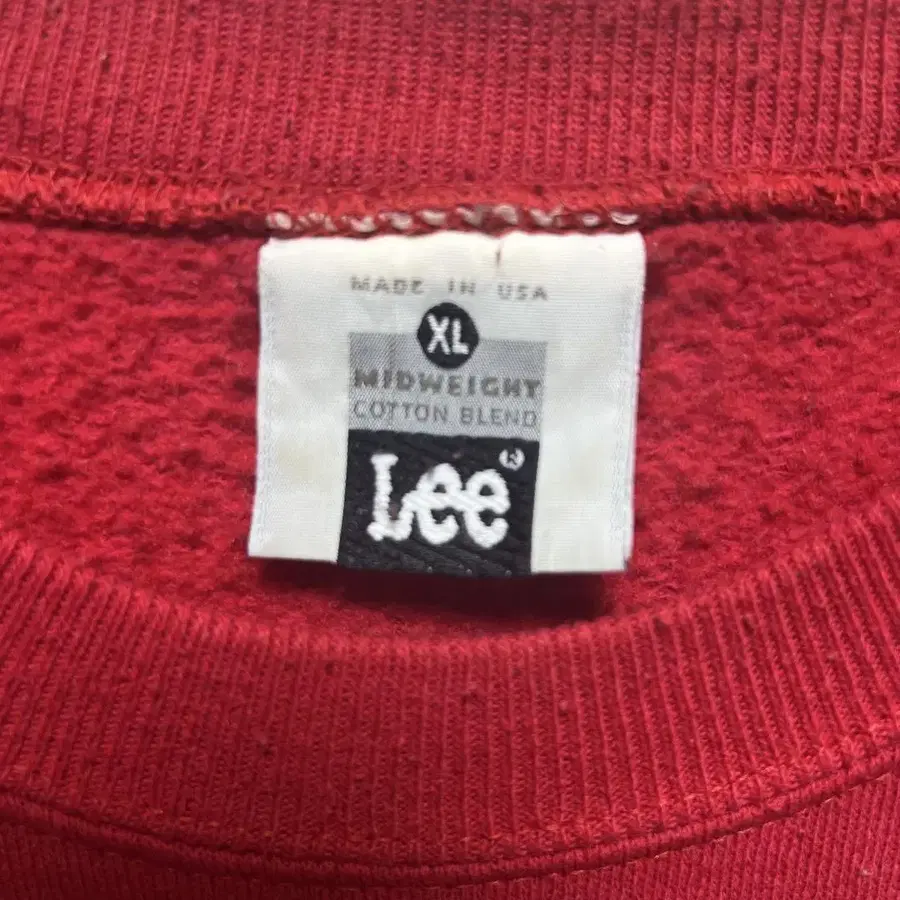 MADE IN USA
XL
MIDWEIGHT
COTTON BLEND
Lee®